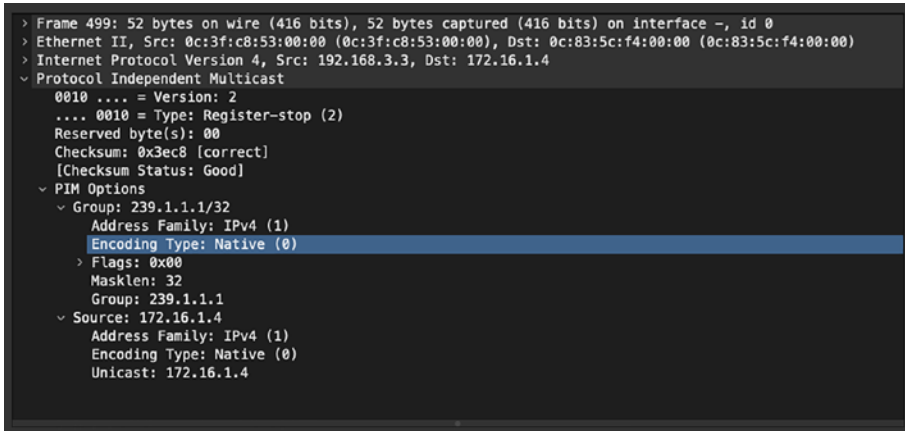 > Frame 499: 52 bytes on wire (416 bits), 52 bytes captured (416 bits) on interface -, id 0
> Ethernet II, Src: 0c:3f:c8:53:00:00 (0c:3f:c8:53:00:00), Dst: 0c:83:5c:f4:00:00 (0c:83:5c:f4:00:00)
> Internet Protocol Version 4, Src: 192.168.3.3, Dst: 172.16.1.4
Protocol Independent Multicast
0010 .... = Version: 2
.... 0010 = Type: Register-stop (2)
Reserved byte(s): 00
Checksum: 0x3ec8 [correct]
[Checksum Status: Good]
PIM Options
Group: 239.1.1.1/32
Address Family: IPv4 (1)
Encoding Type: Native (0)
> Flags: 0x00
Masklen: 32
Group: 239.1.1.1
Source: 172.16.1.4
Address Family: IPv4 (1)
Encoding Type: Native (0)
Unicast: 172.16.1.4